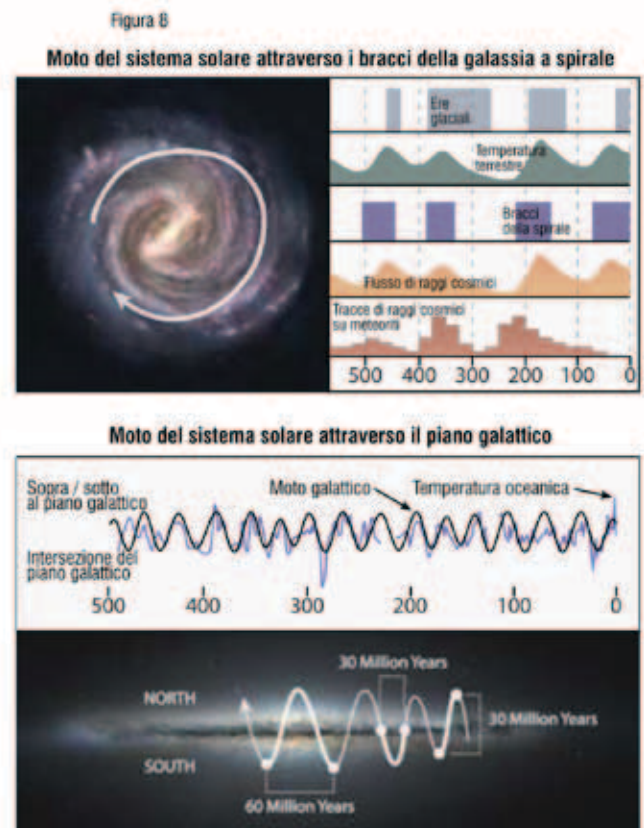 Figura 8
Moto del sistema solare attraverso i bracci della galassia a spirale
Ere
glaciali
Temperatura
terrestre
Bracci
della spirale
Flusso di raggi cosmici
Tracce di raggi cosmici
su meteoriti
500 400 300 200 100 0
Moto del sistema solare attraverso il piano galattico
Sopra / sotto
al piano galattico
Moto galattico
Temperatura oceanica
Intersezione del
piano galattico
500 400 300 200 100 0
30 Million Years
NORTH
30 Million Years
SOUTH
60 Million Years